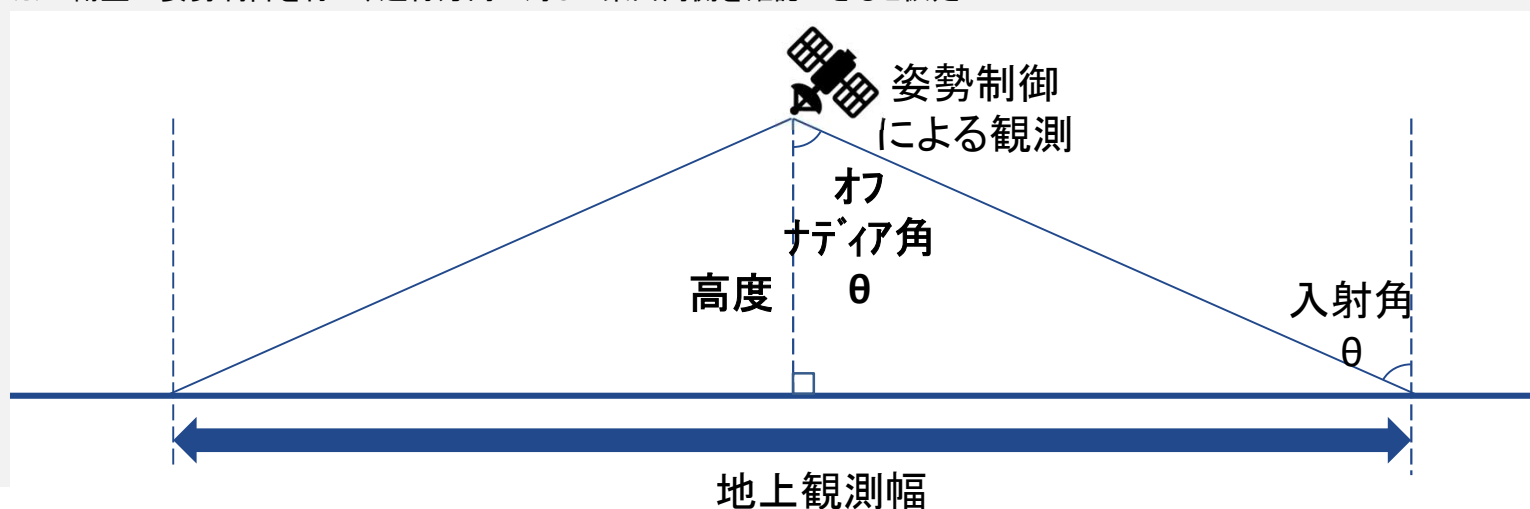 姿勢制御
による観測
オフ
ナディア角
θ
高度
入射角
θ
地上観測幅